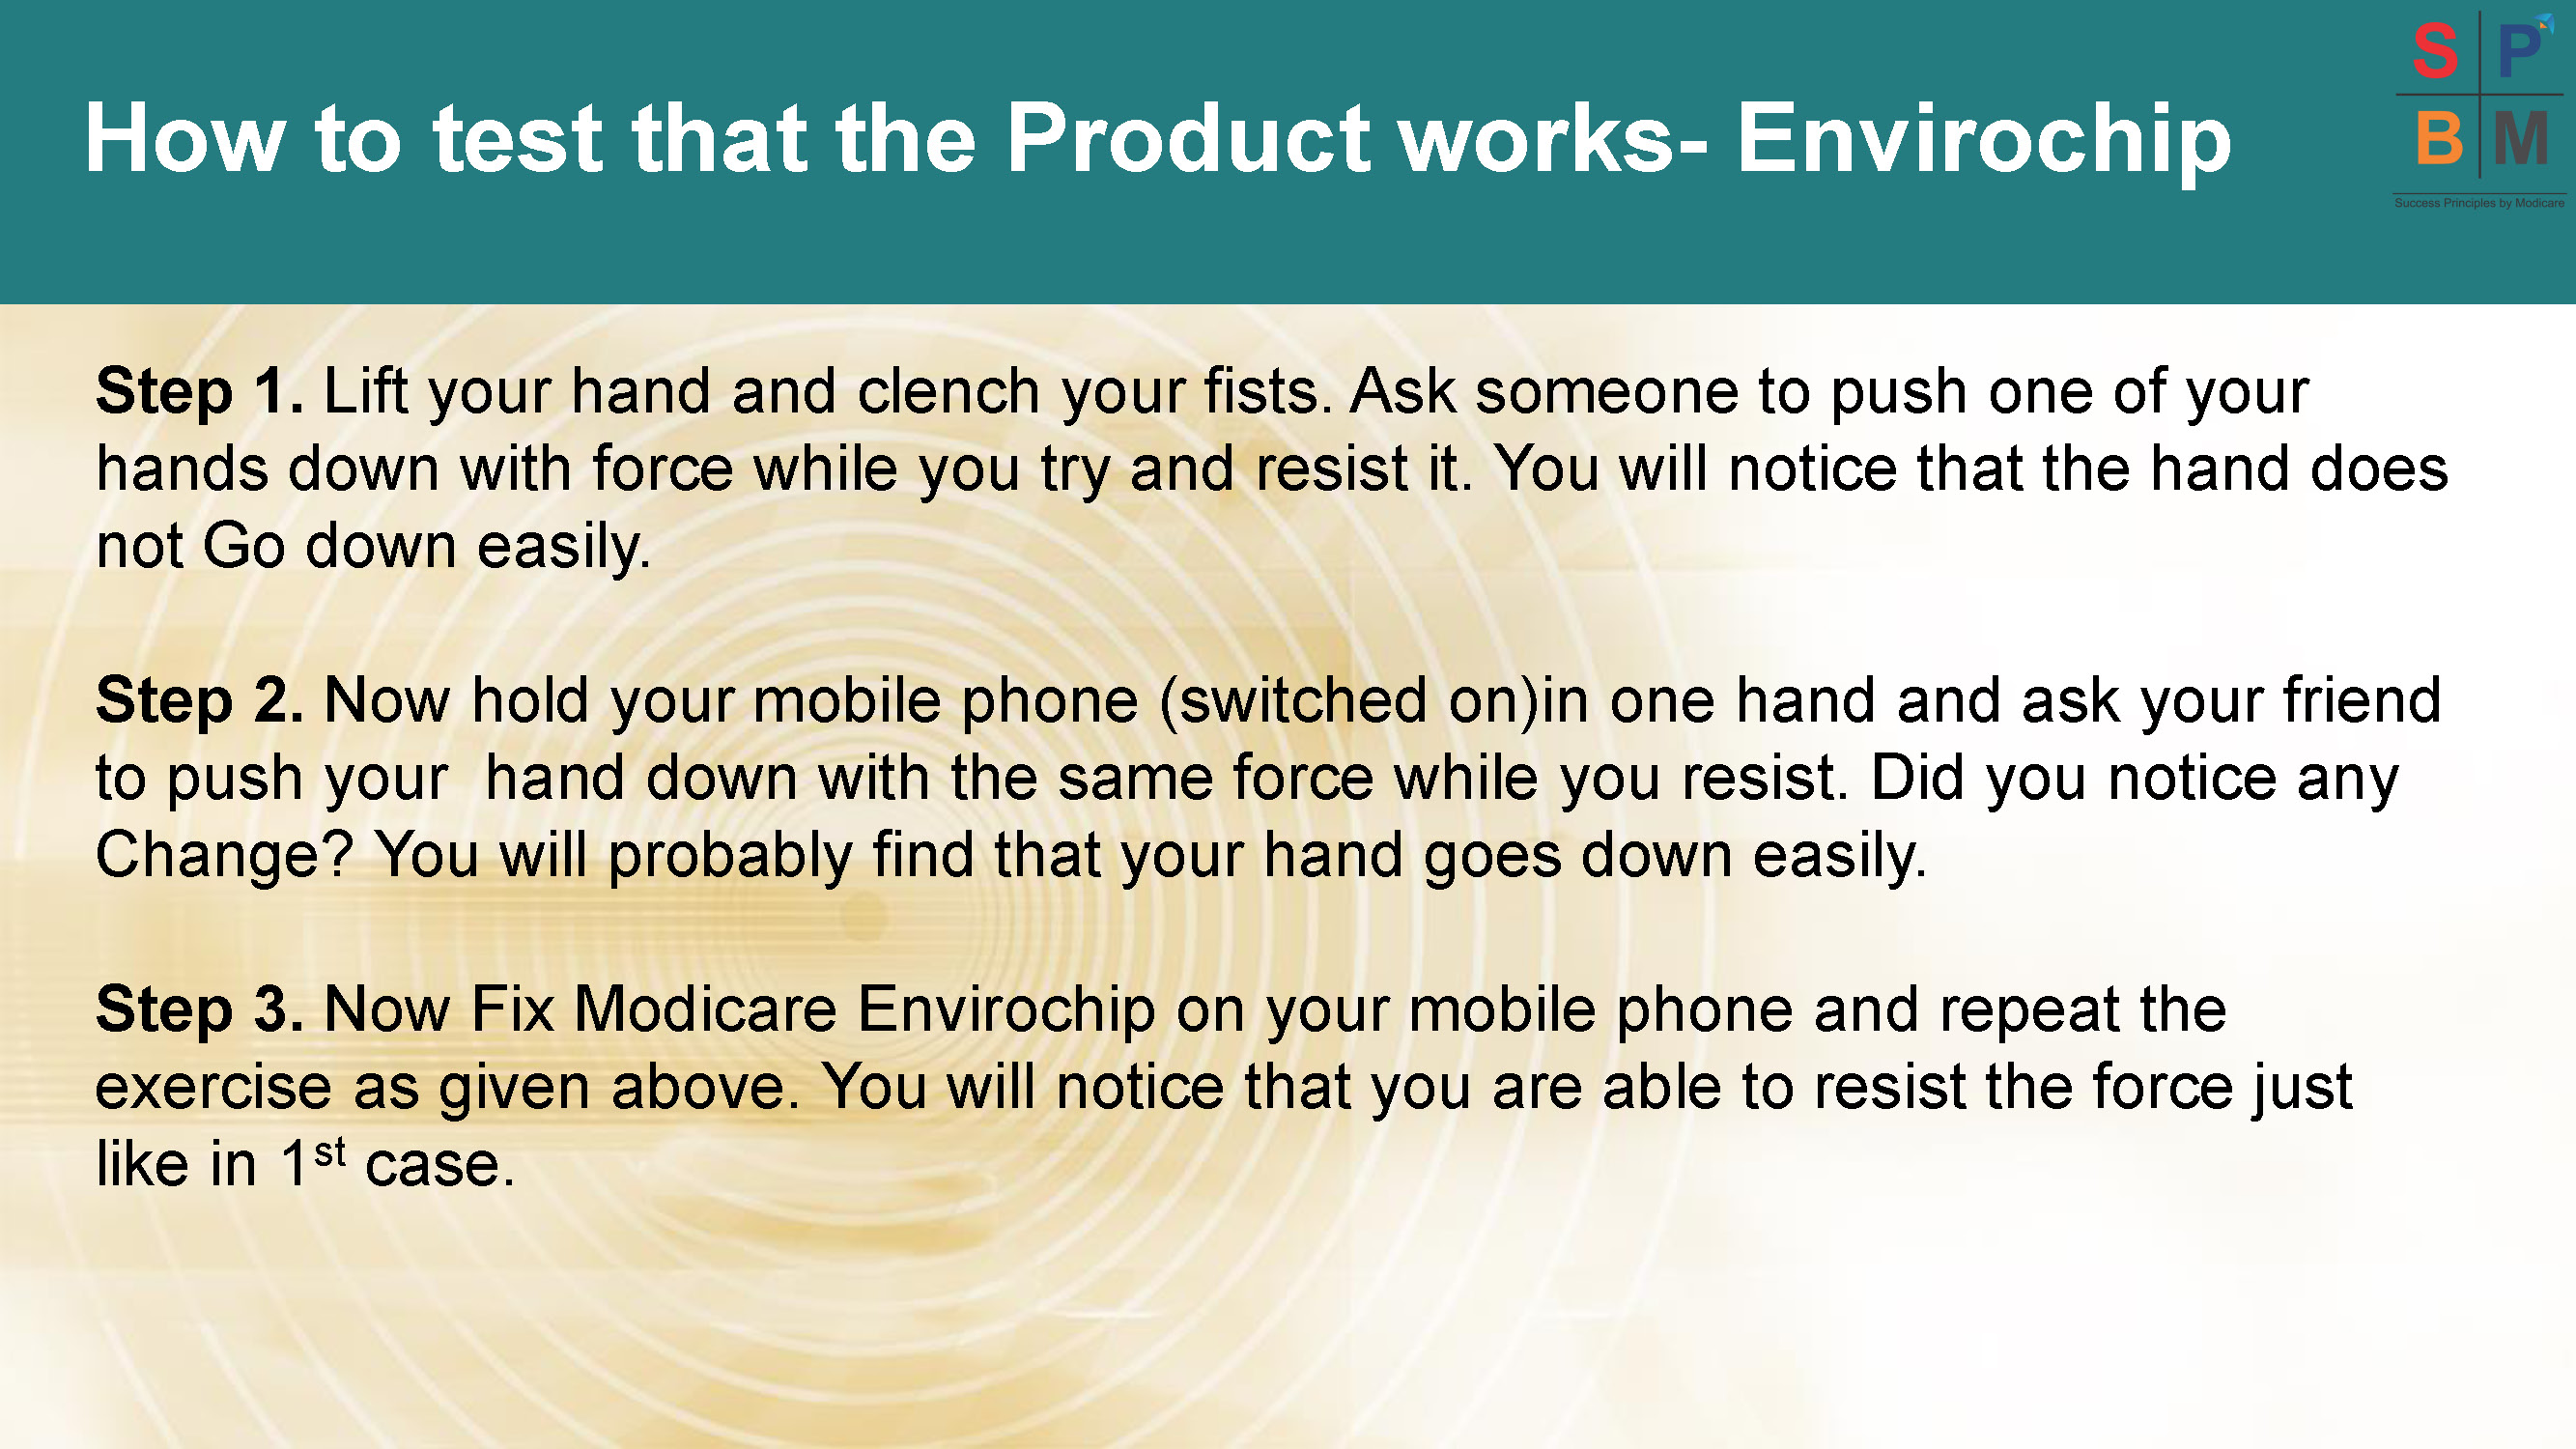 How to test that the Product works- Envirochip
S P
B M
Success Principles by Modicare
Step 1. Lift your hand and clench your fists. Ask someone to push one of your
hands down with force while you try and resist it. You will notice that the hand does
not Go down easily.
Step 2. Now hold your mobile phone (switched on)in one hand and ask your friend
to push your hand down with the same force while you resist. Did you notice any
Change? You will probably find that your hand goes down easily.
Step 3. Now Fix Modicare Envirochip on your mobile phone and repeat the
exercise as given above. You will notice that you are able to resist the force just
like in 1st case.